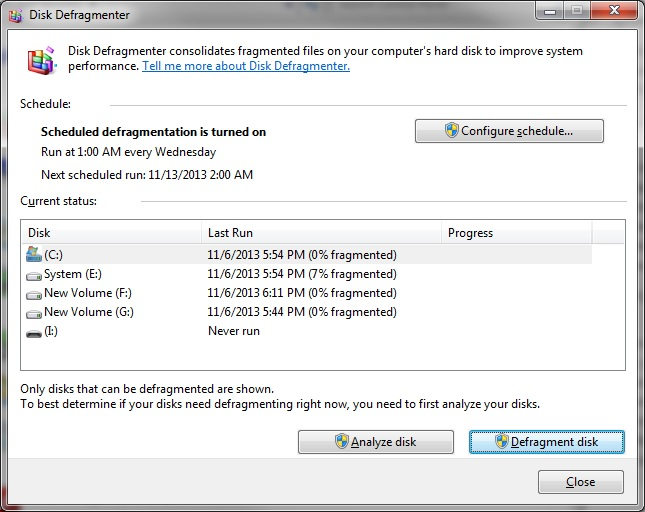 Disk Defragmenter
Disk Defragmenter consolidates fragmented files on your computer's hard disk to improve system
performance. Tell me more about Disk Defragmenter.
Schedule:
Scheduled defragmentation is turned on
Configure schedule...
Run at 1:00 AM every Wednesday
Next scheduled run: 11/13/2013 2:00 AM
Current status:
Disk Last Run Progress
(C:) 11/6/2013 5:54 PM (0% fragmented)
System (E:) 11/6/2013 5:54 PM (7% fragmented)
New Volume (F:) 11/6/2013 6:11 PM (0% fragmented)
New Volume (G:) 11/6/2013 5:44 PM (0% fragmented)
(I:) Never run
Only disks that can be defragmented are shown.
To best determine if your disks need defragmenting right now, you need to first analyze your disks.
Analyze disk Defragment disk
Close